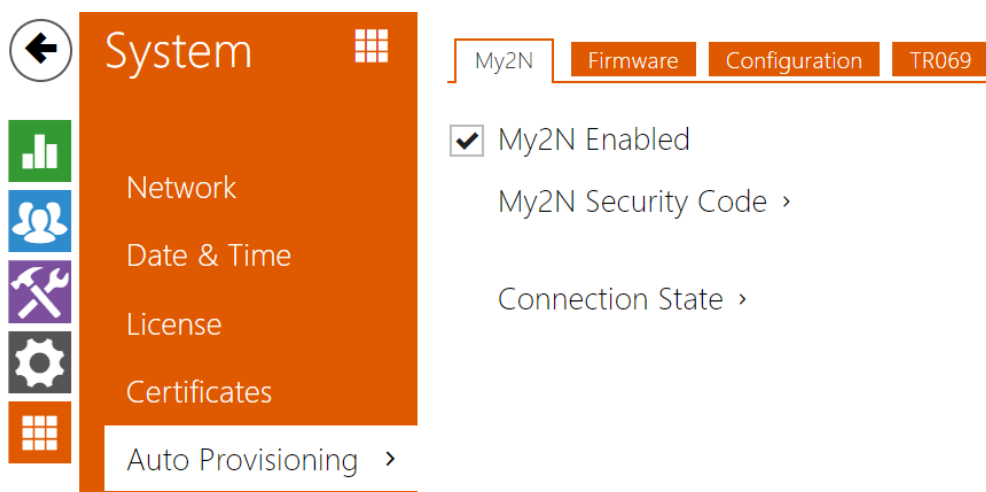 System
Network
Date & Time
License
Certificates
Auto Provisioning ›
My2N
Firmware
Configuration
TR069
My2N Enabled
My2N Security Code ›
Connection State ›